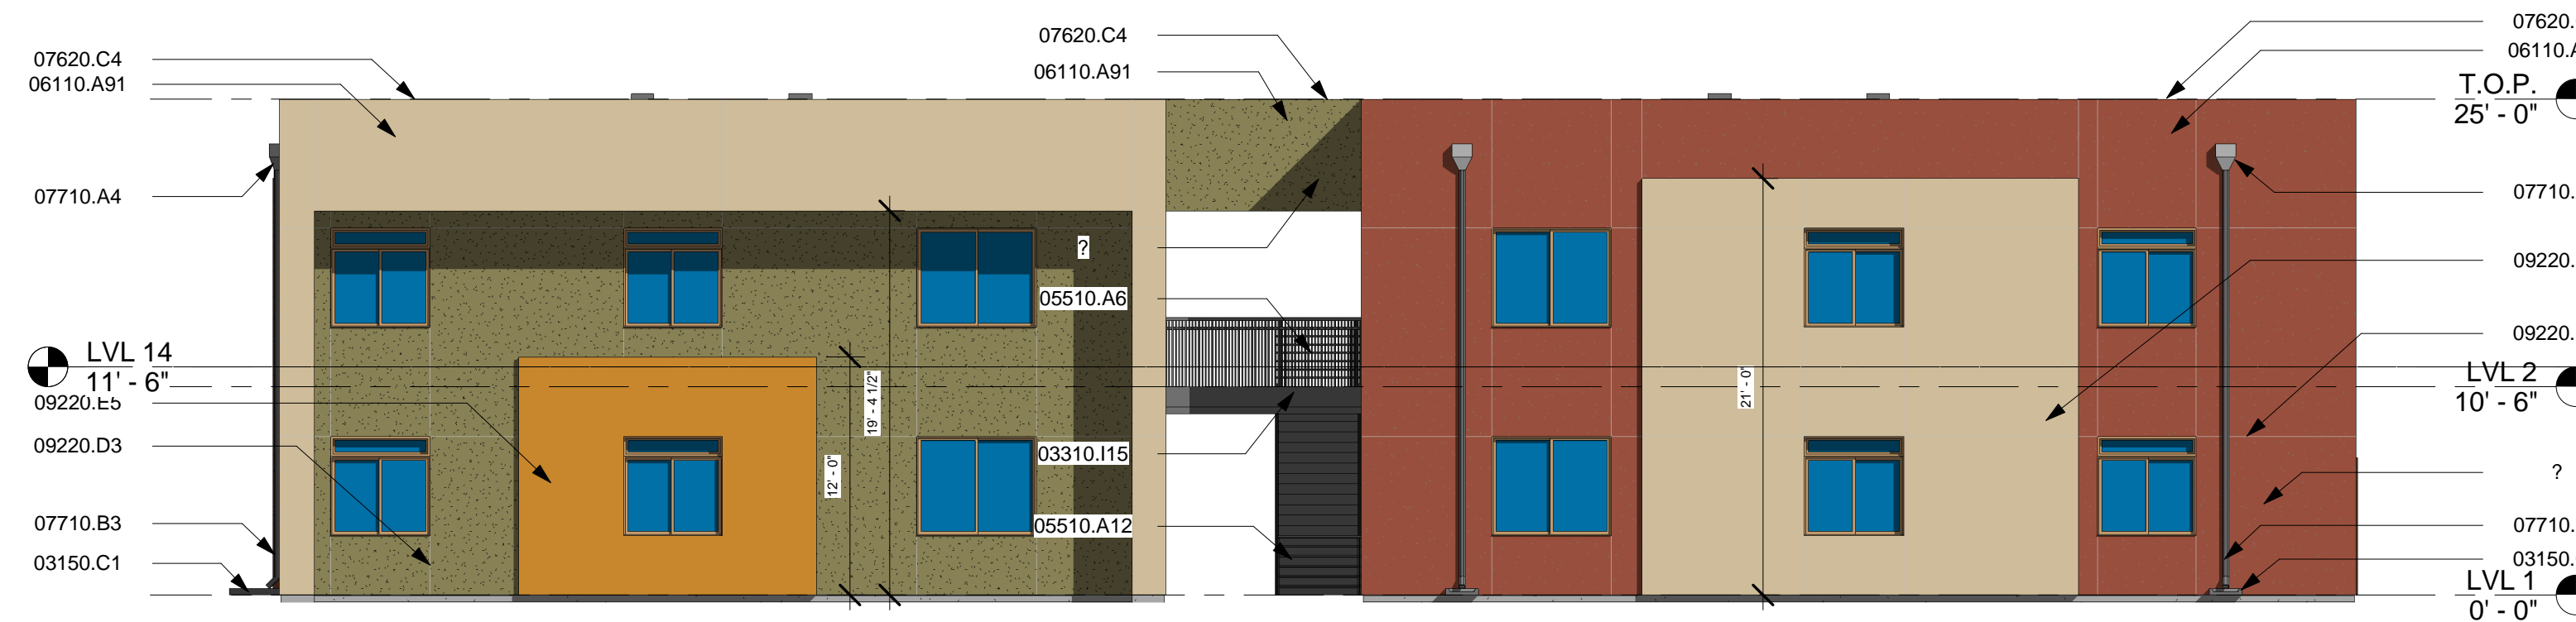 07620.C4
06110.A91
07710.A4
LVL 14
11' - 6"
09220.E5
09220.D3
07710.B3
03150.C1
12' - 0"
19' - 4 1/2"
07620.C4
06110.A91
?
05510.A6
03310.I15
05510.A12
21' - 0"
07620.
06110.A
T.O.P.
25' - 0"
07710.
09220.
09220.
LVL 2
10' - 6"
?
07710.
03150.
LVL 1
0' - 0"